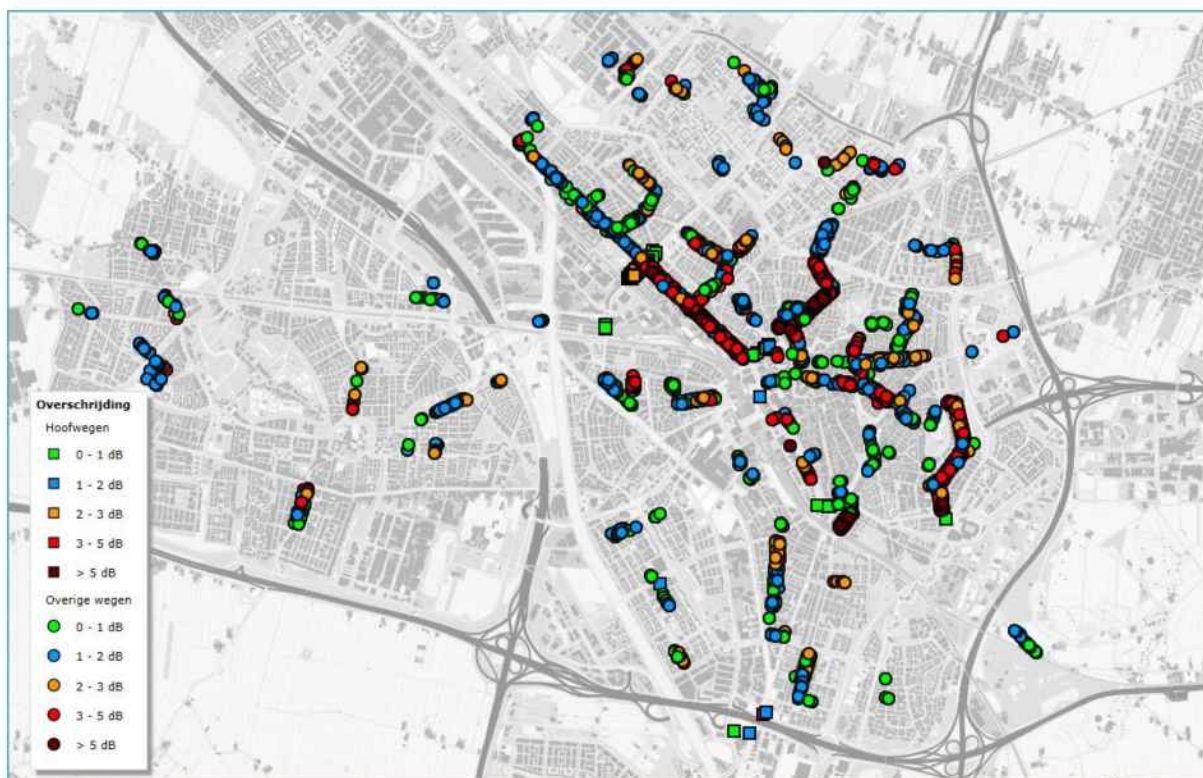 Overschrijding
Hoofwegen
0 - 1 dB
1 - 2 dB
2 - 3 dB
3 - 5 dB
> 5 dB
Overige wegen
0 - 1 dB
1 - 2 dB
2 - 3 dB
3 - 5 dB
> 5 dB